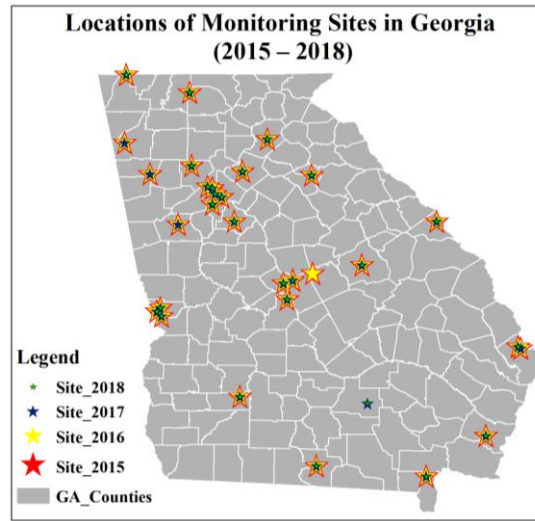 Locations of Monitoring Sites in Georgia
(2015 – 2018)
Legend
Site_2018
Site_2017
Site_2016
Site_2015
GA_Counties